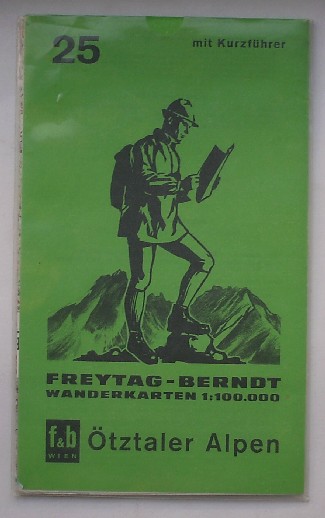 25
mit Kurzführer
FREYTAG-BERNDT
WANDERKARTEN 1:100.000
f&b
WIEN
Ötztaler Alpen